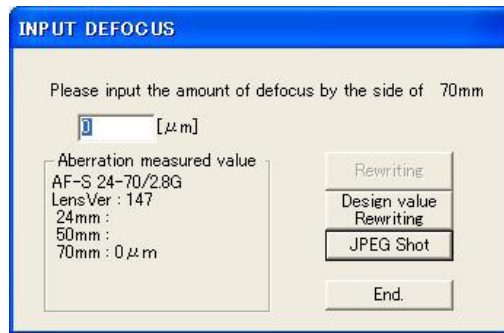 INPUT DEFOCUS
Please input the amount of defocus by the side of 70mm
0 [μm]
Aberration measured value
AF-S 24-70/2.8G
LensVer : 147
24mm :
50mm :
70mm : 0μm
Rewriting
Design value
Rewriting
JPEG Shot
End.